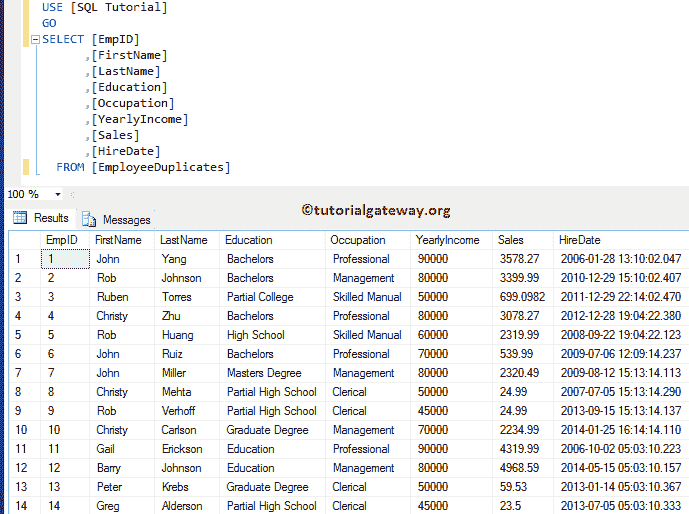 USE [SQL Tutorial]
GO
SELECT [EmpID]
,[FirstName]
,[LastName]
,[Education]
,[Occupation]
,[YearlyIncome]
,[Sales]
,[HireDate]
FROM [EmployeeDuplicates]
100 %
Results Messages
©tutorialgateway.org
EmpID FirstName LastName Education Occupation YearlyIncome Sales HireDate
1 1 John Yang Bachelors Professional 90000 3578.27 2006-01-28 13:10:02.047
2 2 Rob Johnson Bachelors Management 80000 3399.99 2010-12-29 15:10:02.407
3 3 Ruben Torres Partial College Skilled Manual 50000 699.0982 2011-12-29 22:14:02.470
4 4 Christy Zhu Bachelors Professional 80000 3078.27 2012-12-28 19:04:22.380
5 5 Rob Huang High School Skilled Manual 60000 2319.99 2008-09-22 19:04:22.123
6 6 John Ruiz Bachelors Professional 70000 539.99 2009-07-06 12:09:14.237
7 7 John Miller Masters Degree Management 80000 2320.49 2009-08-12 15:13:14.113
8 8 Christy Mehta Partial High School Clerical 50000 24.99 2007-07-05 15:13:14.290
9 9 Rob Verhoff Partial High School Clerical 45000 24.99 2013-09-15 15:13:14.137
10 10 Christy Carlson Graduate Degree Management 70000 2234.99 2014-01-25 16:14:14.110
11 11 Gail Erickson Education Professional 90000 4319.99 2006-10-02 05:03:10.223
12 12 Barry Johnson Education Management 80000 4968.59 2014-05-15 05:03:10.157
13 13 Peter Krebs Graduate Degree Clerical 50000 59.53 2013-01-14 05:03:10.367
14 14 Greg Alderson Partial High School Clerical 45000 23.5 2013-07-05 05:03:10.333